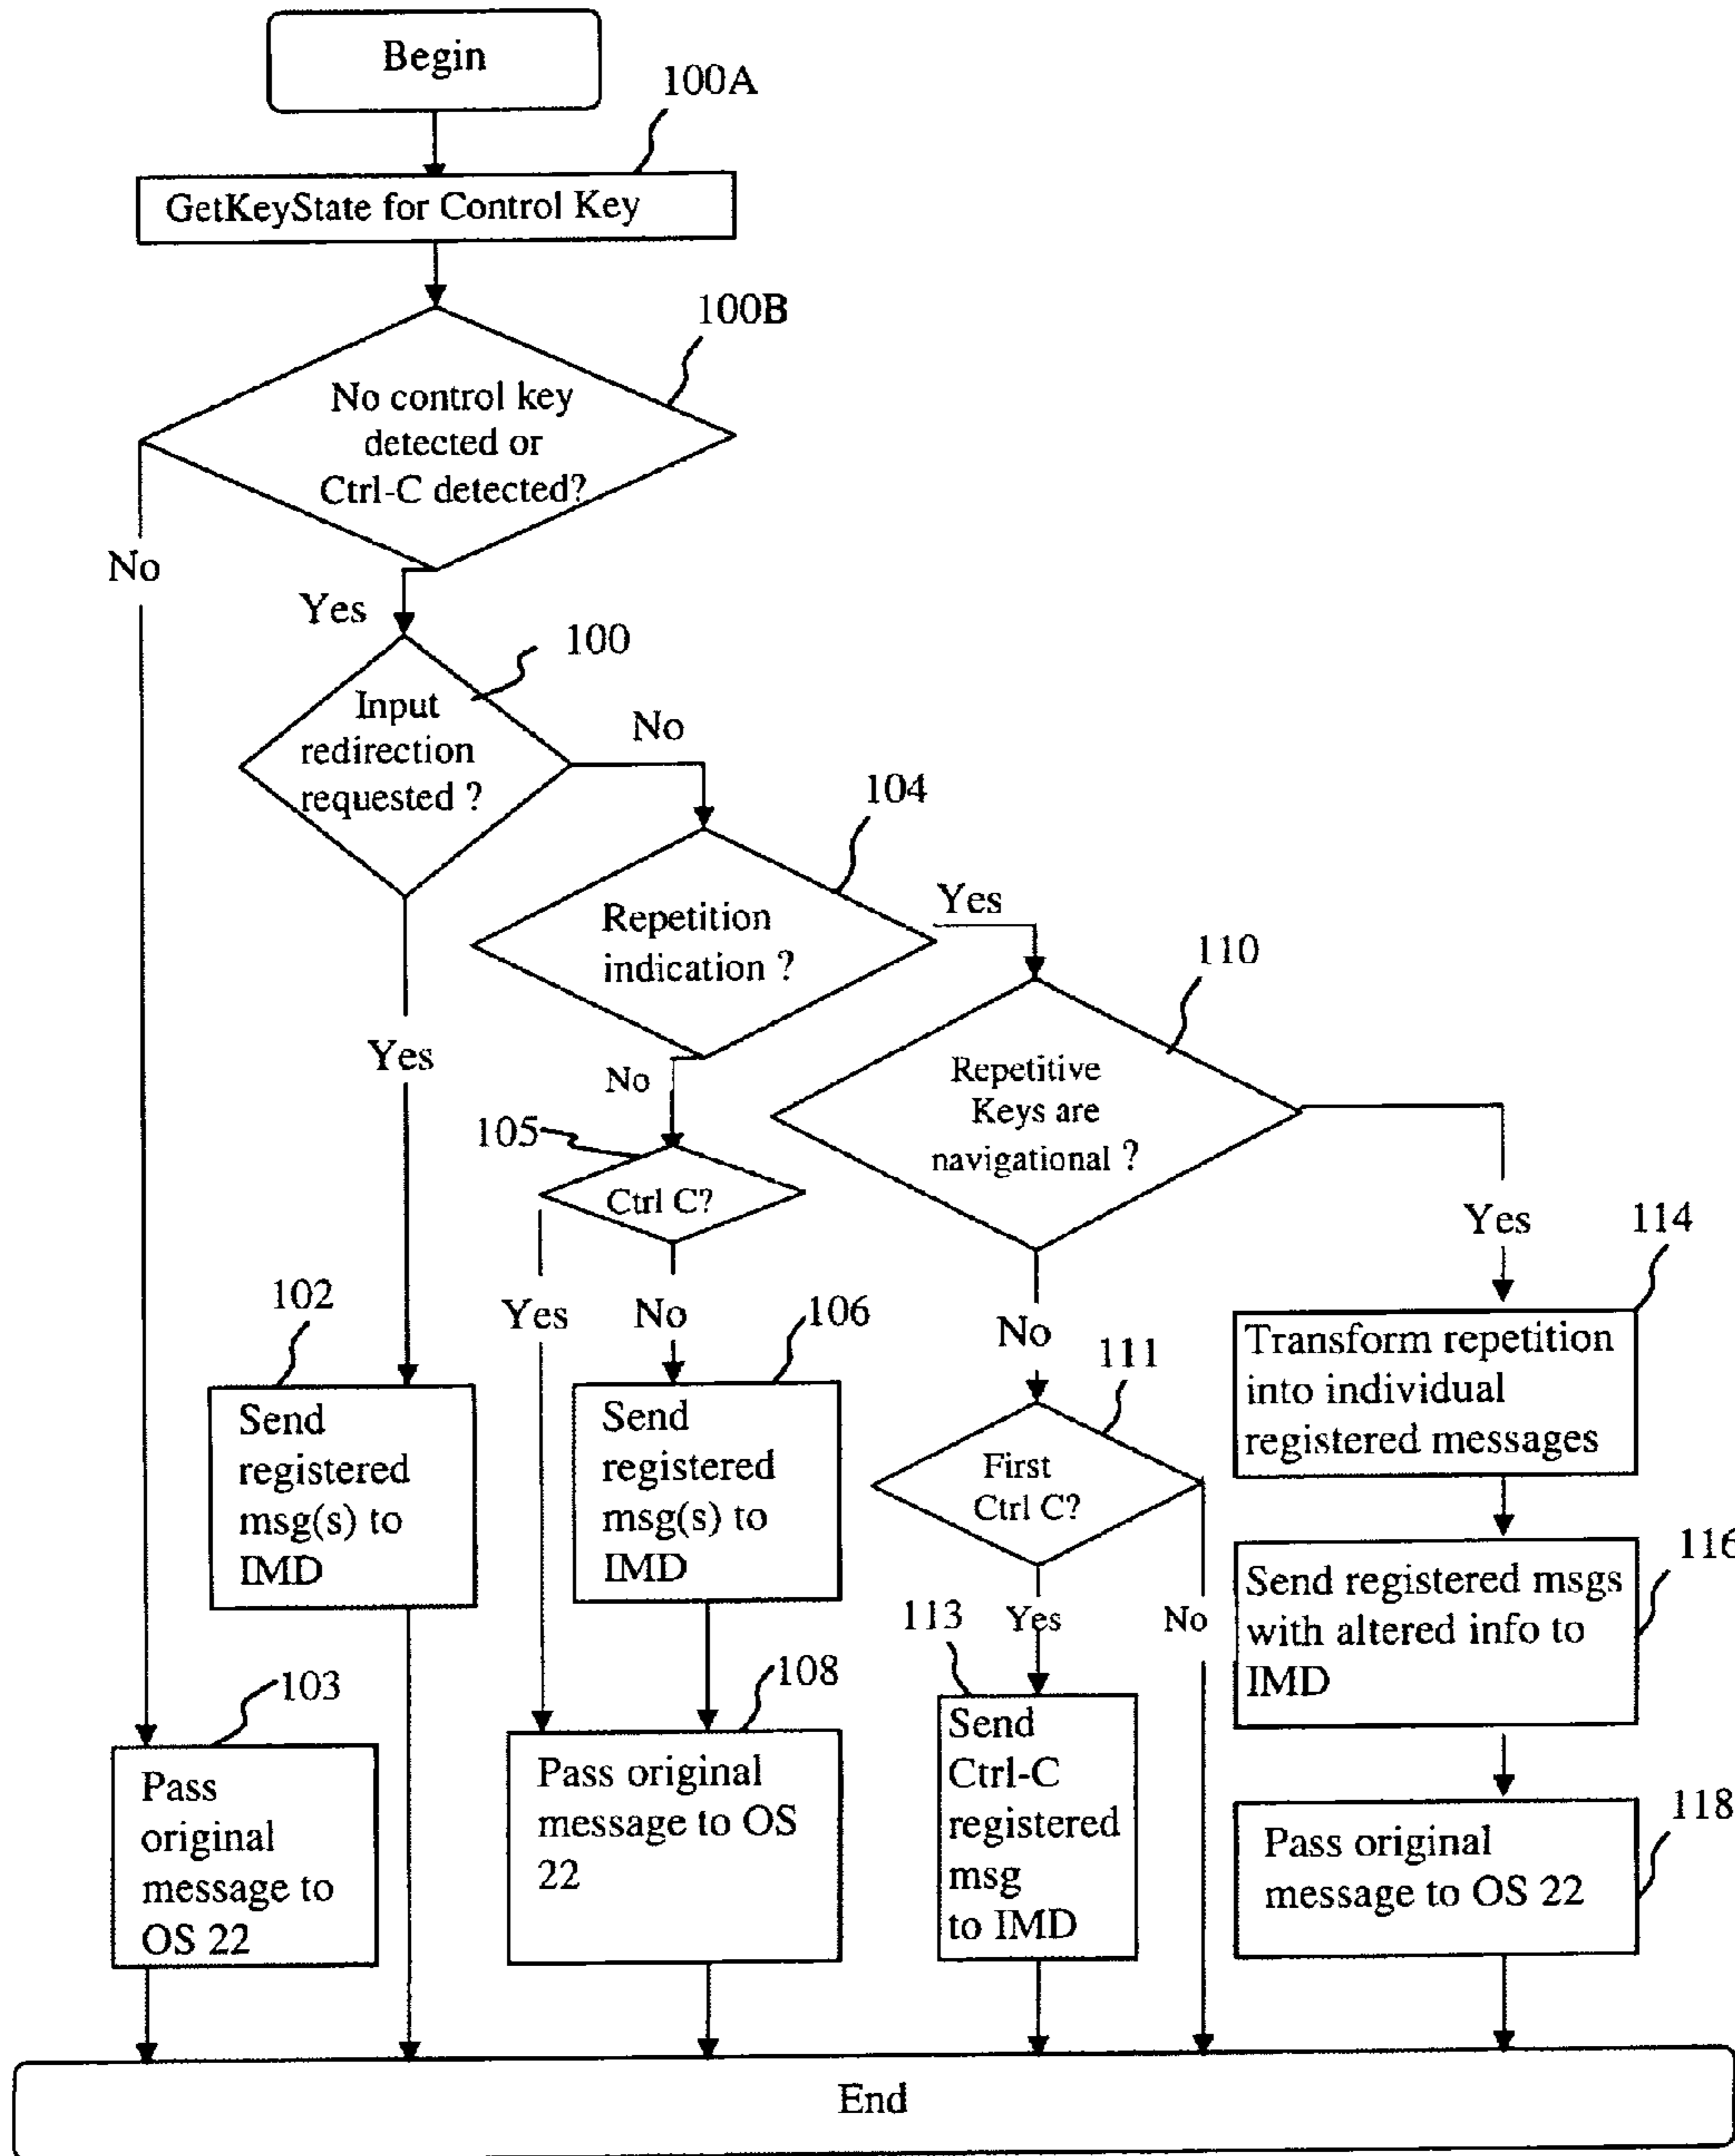 Begin
100A
GetKeyState for Control Key
100B
No control key
detected or
Ctrl-C detected?
No
Yes
100
Input
redirection
requested ?
No
104
Repetition
indication ?
Yes
110
Repetitive
Keys are
navigational ?
Yes
No
105
Ctrl C?
Yes
114
Transform repetition
into individual
registered messages
102
Send
registered
msg(s) to
IMD
Yes
No
106
Send
registered
msg(s) to
IMD
No
111
First
Ctrl C?
116
Send registered msgs
with altered info to
IMD
113
Yes
No
103
Pass
original
message to
OS 22
108
Pass original
message to OS
22
Send
Ctrl-C
registered
msg
to IMD
118
Pass original
message to OS 22
End